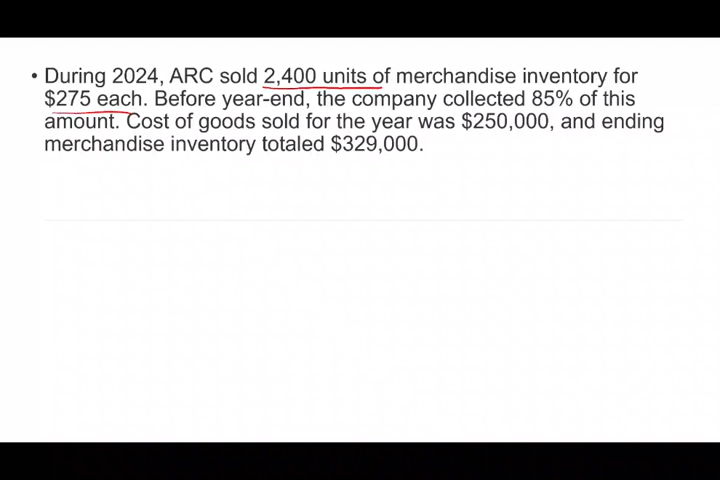 • During 2024, ARC sold 2,400 units of merchandise inventory for
$275 each. Before year-end, the company collected 85% of this
amount. Cost of goods sold for the year was $250,000, and ending
merchandise inventory totaled $329,000.